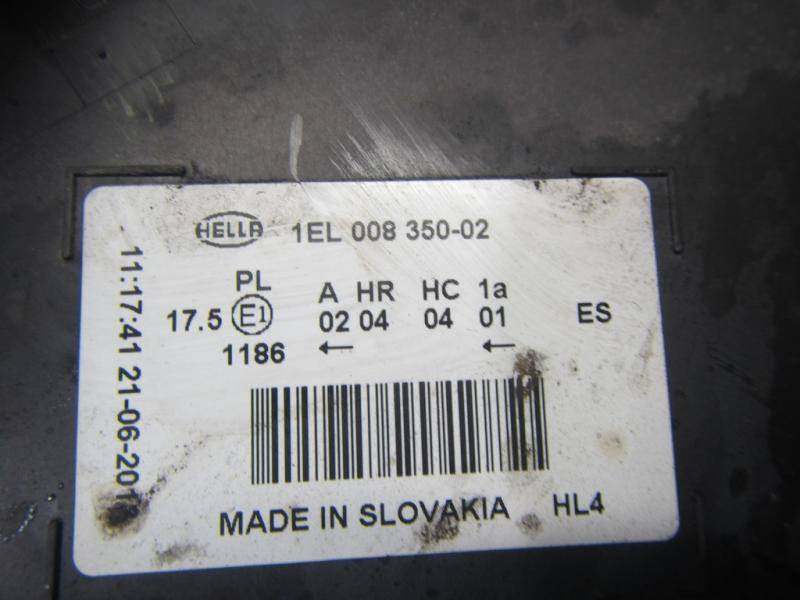 HELLA 1EL 008 350-02
PL A HR HC 1a
17.5 E1 02 04 04 01 ES
1186 ← ←
MADE IN SLOVAKIA HL4
11:17:41 21-06-201